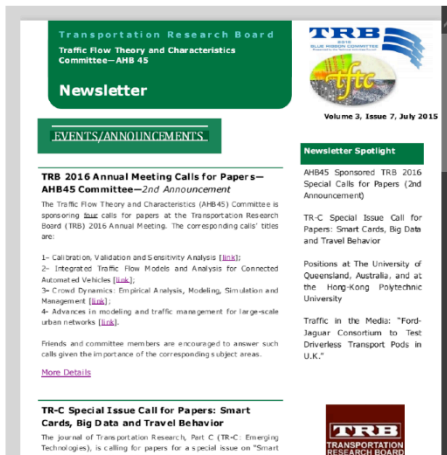 Transportation Research Board
Traffic Flow Theory and Characteristics
Committee—AHB 45
Newsletter
TRB
2010
BLUE RIBBON COMMITTEE
tftc
Volume 3, Issue 7, July 2015
EVENTS/ANNOUNCEMENTS
TRB 2016 Annual Meeting Calls for Papers—
AHB45 Committee—2nd Announcement
The Traffic Flow Theory and Characteristics (AHB45) Committee is
sponsoring four calls for papers at the Transportation Research
Board (TRB) 2016 Annual Meeting. The corresponding calls' titles
are:
1- Calibration, Validation and Sensitivity Analysis [link];
2- Integrated Traffic Flow Models and Analysis for Connected
Automated Vehicles [link];
3- Crowd Dynamics: Empirical Analysis, Modeling, Simulation and
Management [link];
4- Advances in modeling and traffic management for large-scale
urban networks [link].
Friends and committee members are encouraged to answer such
calls given the importance of the corresponding subject areas.
More Details
TR-C Special Issue Call for Papers: Smart
Cards, Big Data and Travel Behavior
The journal of Transportation Research, Part C (TR-C: Emerging
Technologies), is calling for papers for a special issue on "Smart
Newsletter Spotlight
AHB45 Sponsored TRB 2016
Special Calls for Papers (2nd
Announcement)
TR-C Special Issue Call for
Papers: Smart Cards, Big Data
and Travel Behavior
Positions at The University of
Queensland, Australia, and at
the Hong-Kong Polytechnic
University
Traffic in the Media: "Ford-
Jaguar Consortium to Test
Driverless Transport Pods in
U.K."
TRB
TRANSPORTATION
RESEARCH BOARD